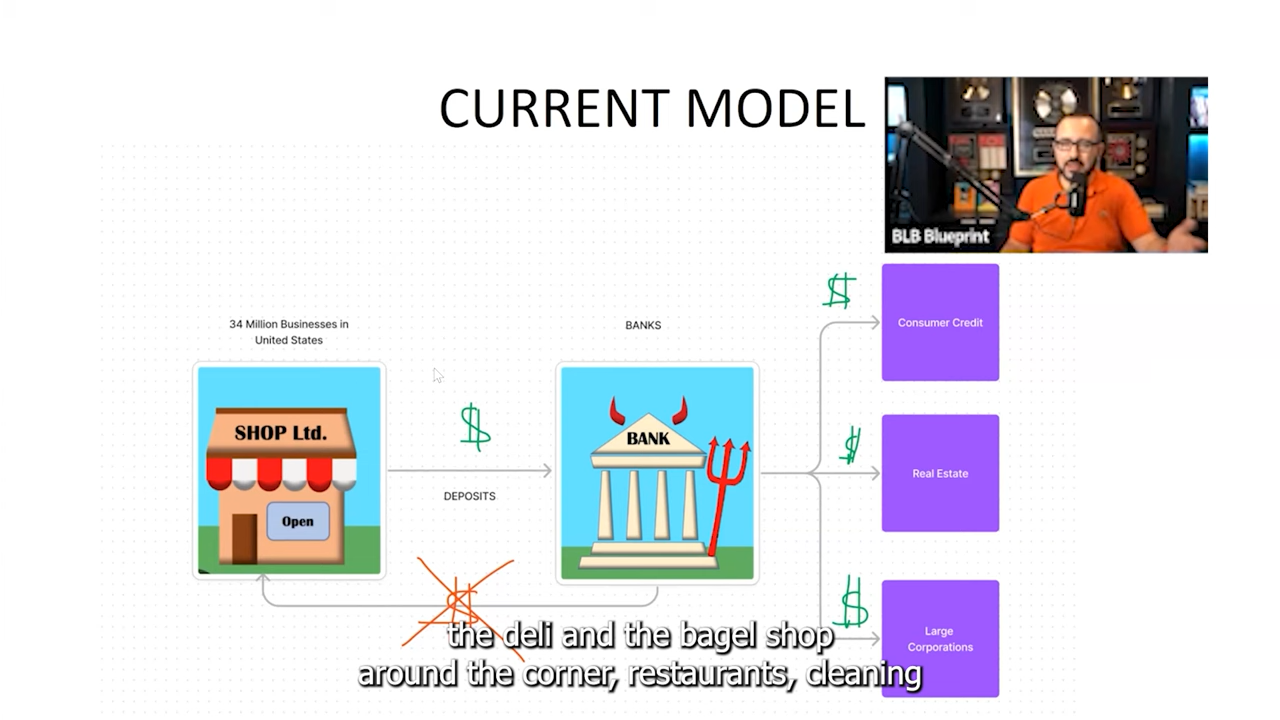 CURRENT MODEL
BLB Blueprint
34 Million Businesses in
United States
BANKS
SHOP Ltd.
Open
$
DEPOSITS
BANK
$
Consumer Credit
$
Real Estate
$
Large
Corporations
$
the deli and the bagel shop
around the corner, restaurants, cleaning